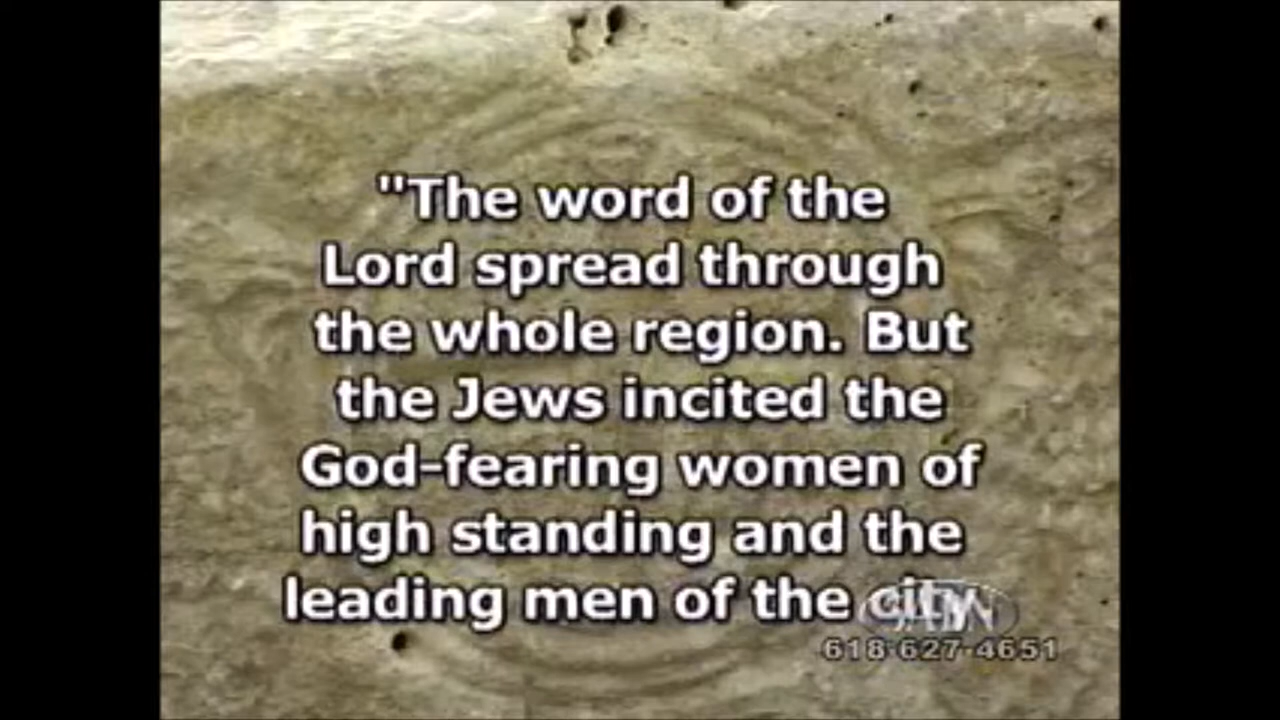 "The word of the
Lord spread through
the whole region. But
the Jews incited the
God-fearing women of
high standing and the
leading men of the city
618-627-4651